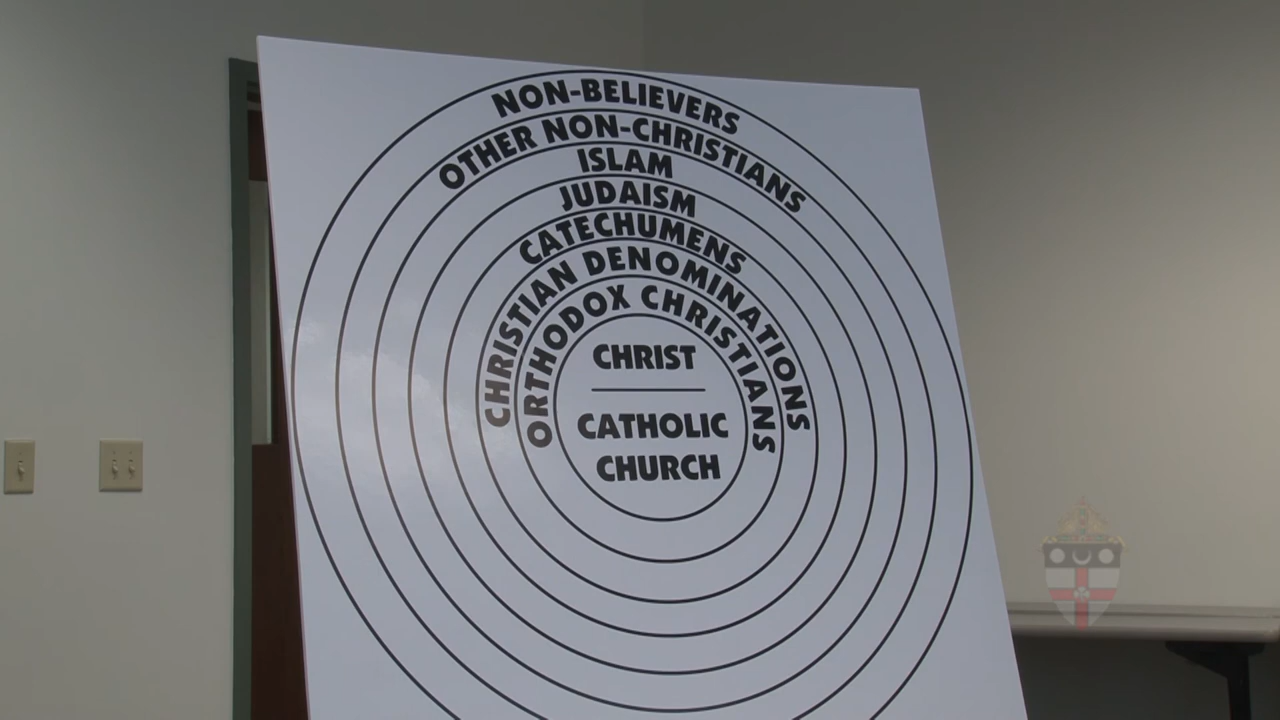 NON-BELIEVERS
OTHER NON-CHRISTIANS
ISLAM
JUDAISM
CATECHUMENS
CHRISTIAN DENOMINATIONS
ORTHODOX CHRISTIANS
CHRIST
CATHOLIC
CHURCH